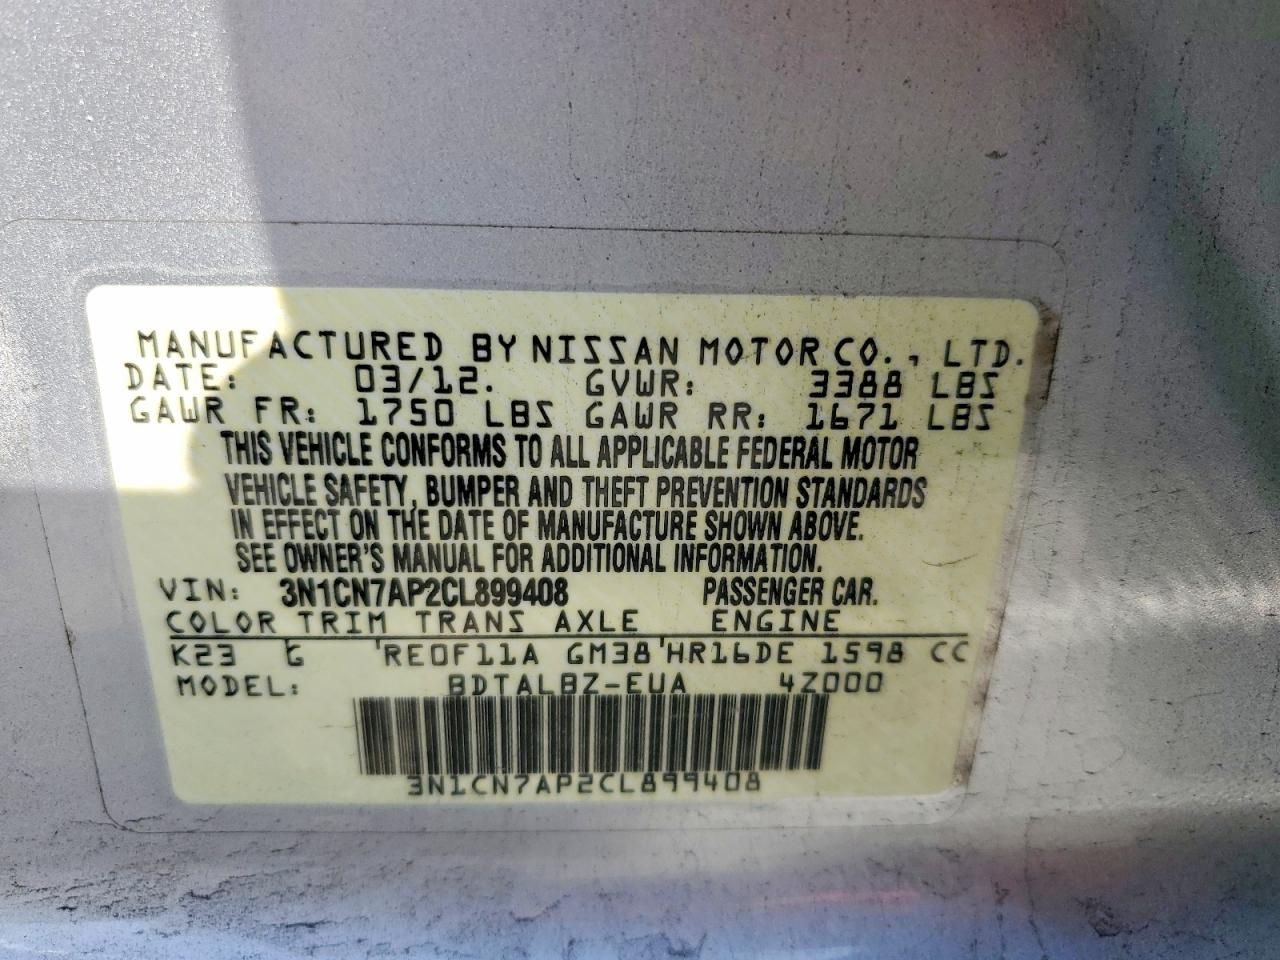 MANUFACTURED BY NISSAN MOTOR CO., LTD.
DATE: 03/12. GVWR: 3388 LBS
GAWR FR: 1750 LBS GAWR RR: 1671 LBS
THIS VEHICLE CONFORMS TO ALL APPLICABLE FEDERAL MOTOR
VEHICLE SAFETY, BUMPER AND THEFT PREVENTION STANDARDS
IN EFFECT ON THE DATE OF MANUFACTURE SHOWN ABOVE.
SEE OWNER'S MANUAL FOR ADDITIONAL INFORMATION.
VIN: 3N1CN7AP2CL899408 PASSENGER CAR.
COLOR TRIM TRANS AXLE ENGINE
K23 G RE0F11A GM38 HR16DE 1598 CC
MODEL: BDTALBZ-EUA 4Z000
3N1CN7AP2CL899408